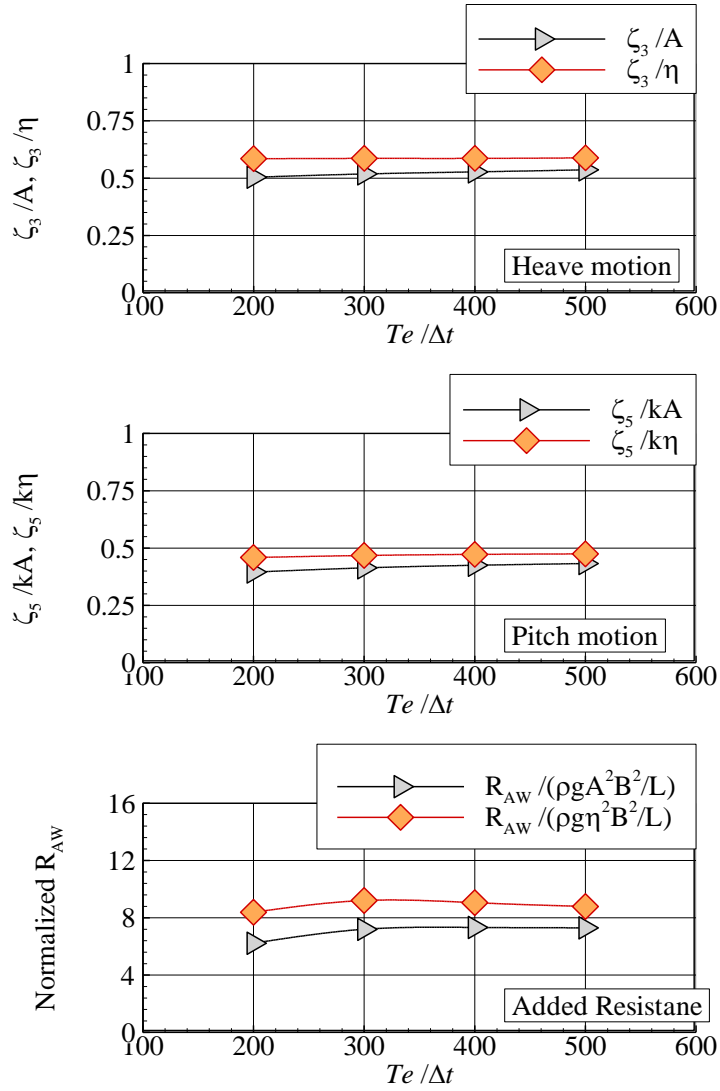 ζ₃ /A
ζ₃ /η
ζ₃ /A, ζ₃ /η
1
0.75
0.5
0.25
0
Heave motion
100 200 300 400 500 600
Te /Δt
ζ₅ /kA
ζ₅ /kη
ζ₅ /kA, ζ₅ /kη
1
0.75
0.5
0.25
0
Pitch motion
100 200 300 400 500 600
Te /Δt
R_AW /(ρgA²B²/L)
R_AW /(ρgη²B²/L)
Normalized R_AW
16
12
8
4
0
Added Resistane
100 200 300 400 500 600
Te /Δt